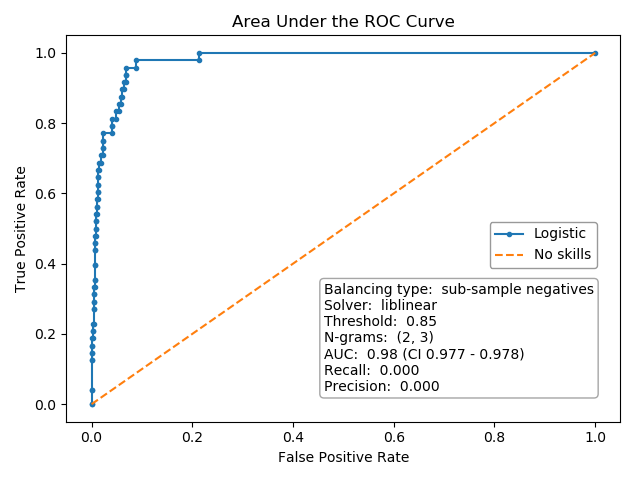 Area Under the ROC Curve
True Positive Rate
1.0
0.8
0.6
0.4
0.2
0.0
Logistic
No skills
Balancing type:  sub-sample negatives
Solver:  liblinear
Threshold:  0.85
N-grams:  (2, 3)
AUC:  0.98 (CI 0.977 - 0.978)
Recall:  0.000
Precision:  0.000
0.0 0.2 0.4 0.6 0.8 1.0
False Positive Rate